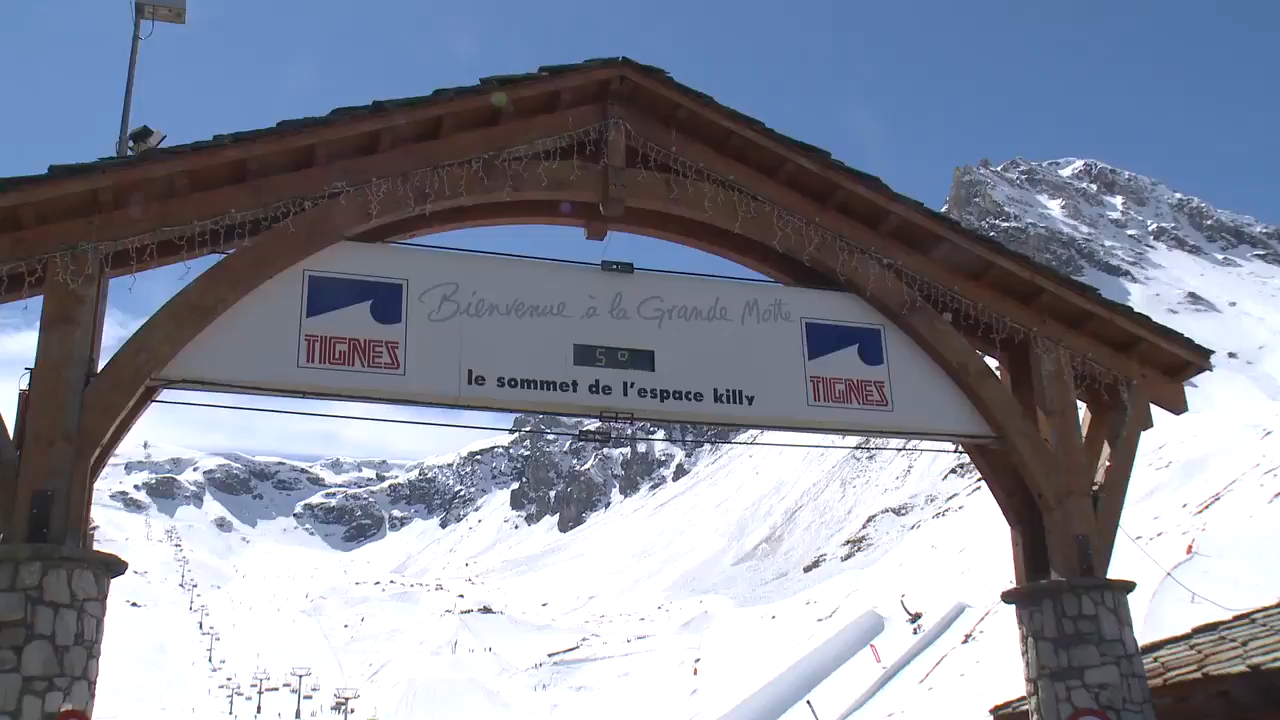 Bienvenue à la Grande Motte
TIGNES
5°
TIGNES
le sommet de l'espace killy